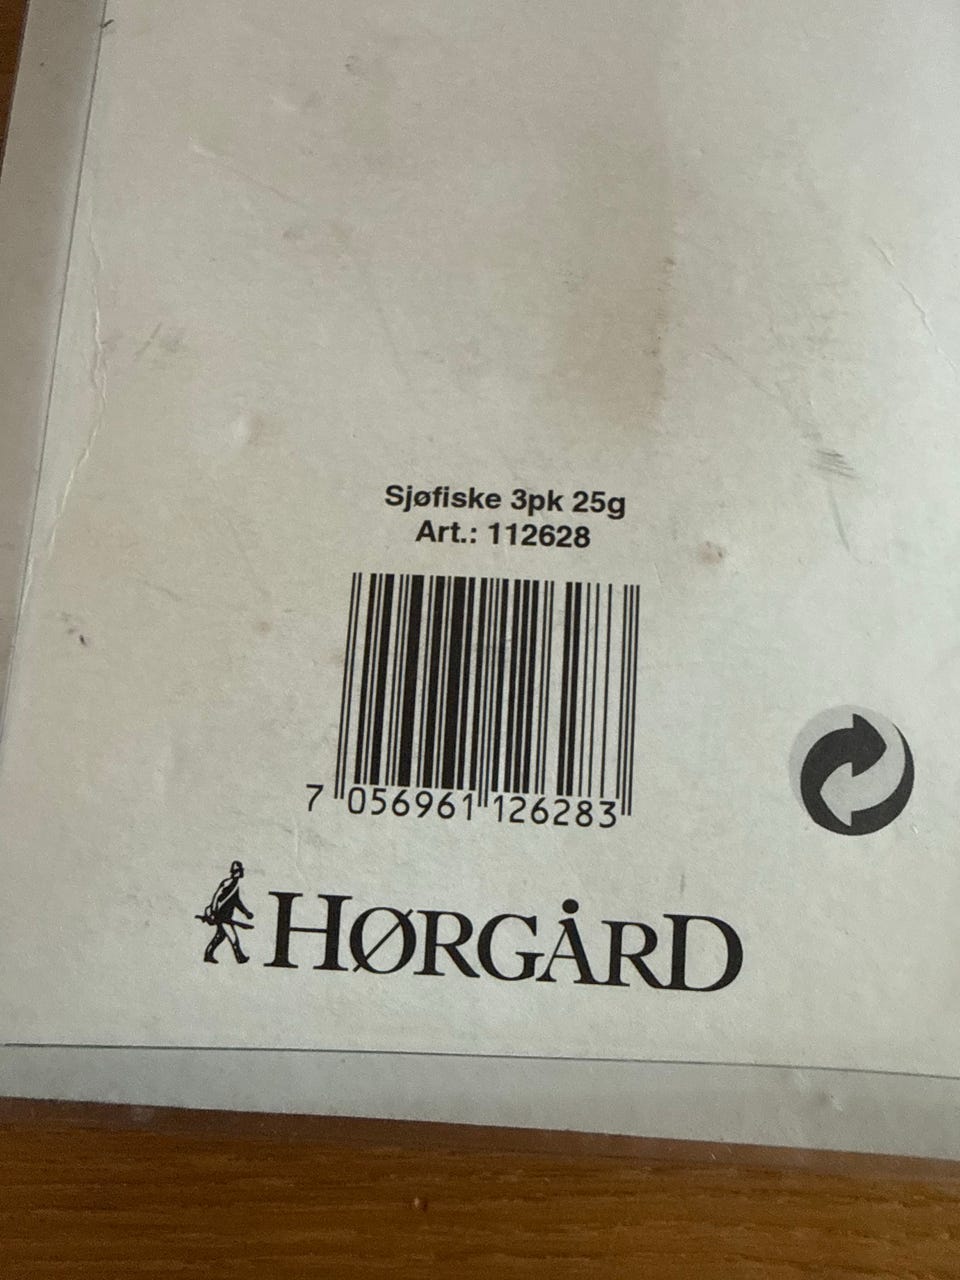 Sjøfiske 3pk 25g
Art.: 112628
7 056961 126283
HØRGÅRD